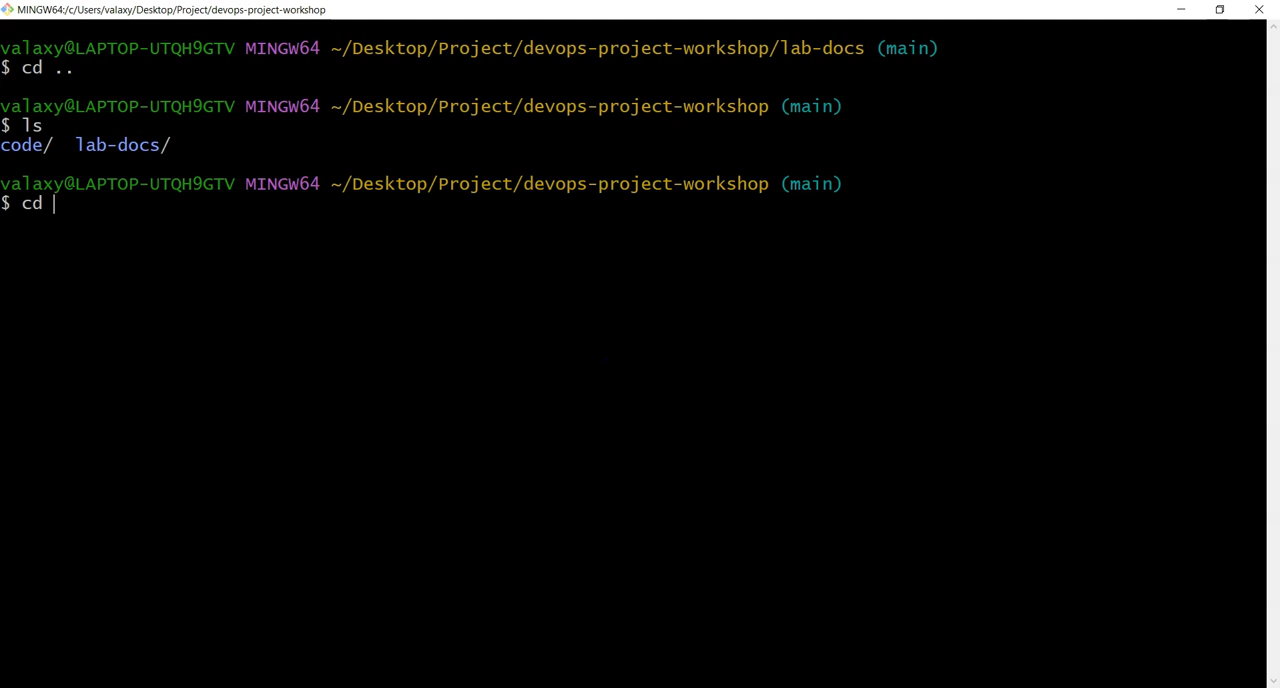 MINGW64:/c/Users/valaxy/Desktop/Project/devops-project-workshop
valaxy@LAPTOP-UTQH9GTV MINGW64 ~/Desktop/Project/devops-project-workshop/lab-docs (main)
$ cd ..
valaxy@LAPTOP-UTQH9GTV MINGW64 ~/Desktop/Project/devops-project-workshop (main)
$ ls
code/  lab-docs/
valaxy@LAPTOP-UTQH9GTV MINGW64 ~/Desktop/Project/devops-project-workshop (main)
$ cd